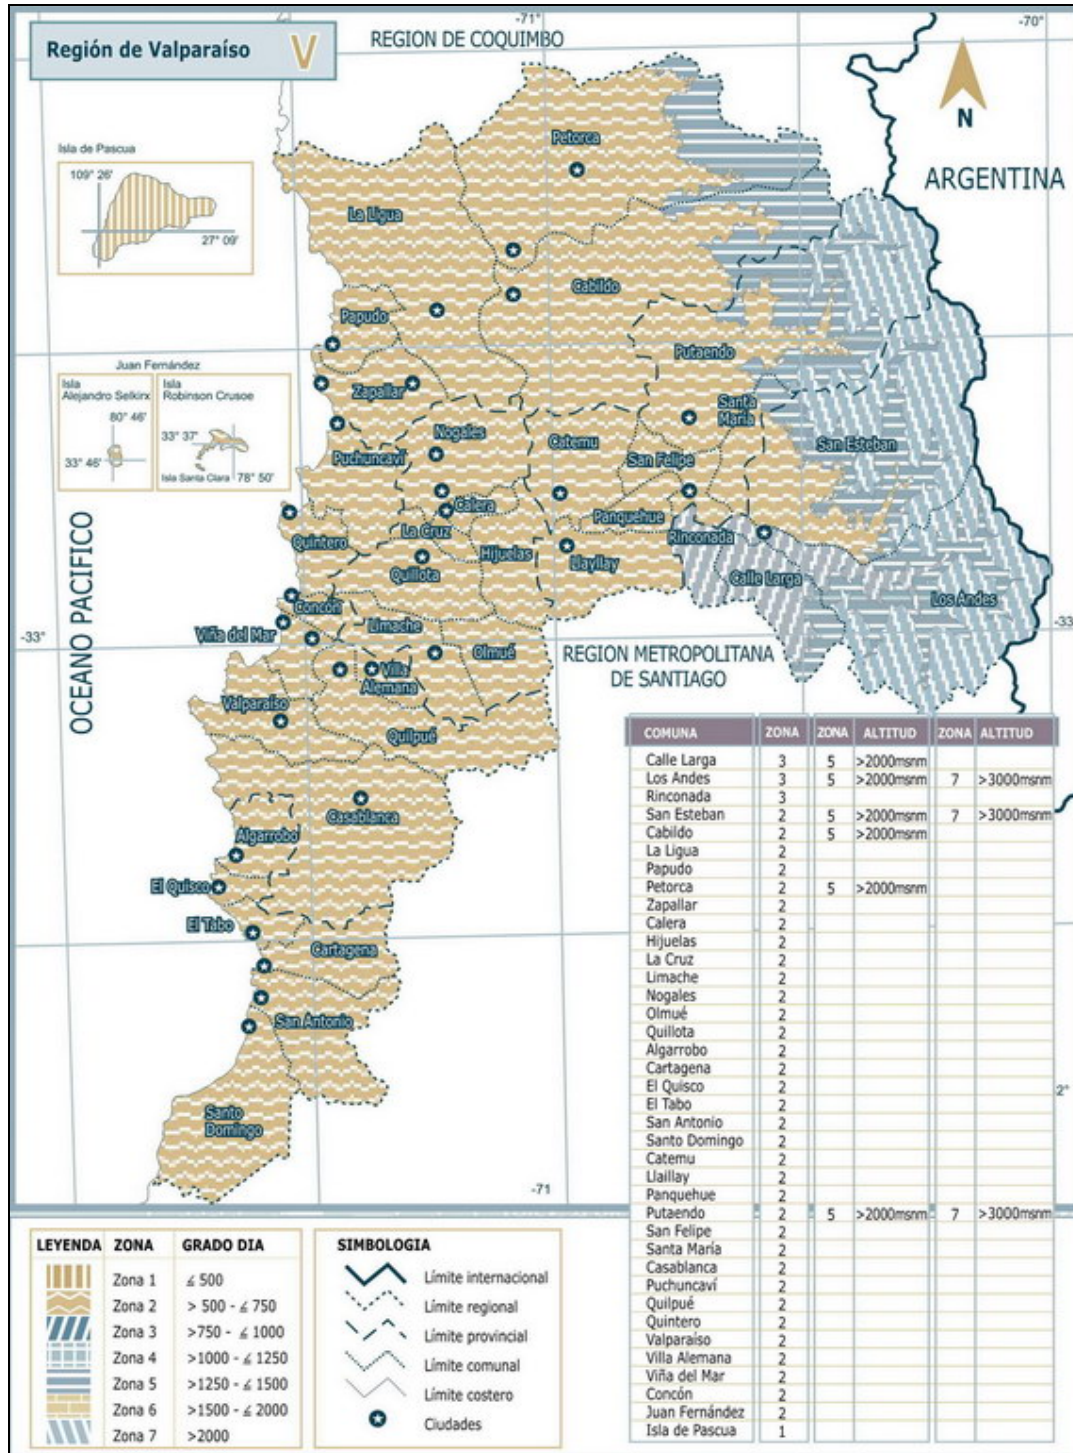 Región de Valparaíso V
-71°
-70°
REGION DE COQUIMBO
N
ARGENTINA
Isla de Pascua
109° 26'
27° 09'
Petorca
La Ligua
Cabildo
Papudo
Putaendo
Juan Fernández
Isla
Alejandro Selkirx
80° 46'
33° 46'
Isla
Robinson Crusoe
33° 37'
Isla Santa Clara
78° 50'
Zapallar
Santa
María
Nogales
Catemu
San Esteban
Puchuncaví
San Felipe
Calera
Panquehue
La Cruz
Rinconada
Quintero
Hijuelas
Llayllay
Quillota
Calle Larga
Los Andes
Concón
Limache
Viña del Mar
Olmué
-33°
-33
OCEANO PACIFICO
REGION METROPOLITANA
DE SANTIAGO
Villa
Alemana
Valparaíso
Quilpué
Casablanca
Algarrobo
El Quisco
El Tabo
Cartagena
San Antonio
Santo
Domingo
-71
2°
COMUNA ZONA ZONA ALTITUD ZONA ALTITUD
Calle Larga 3 5 >2000msnm
Los Andes 3 5 >2000msnm 7 >3000msnm
Rinconada 3
San Esteban 2 5 >2000msnm 7 >3000msnm
Cabildo 2 5 >2000msnm
La Ligua 2
Papudo 2
Petorca 2 5 >2000msnm
Zapallar 2
Calera 2
Hijuelas 2
La Cruz 2
Limache 2
Nogales 2
Olmué 2
Quillota 2
Algarrobo 2
Cartagena 2
El Quisco 2
El Tabo 2
San Antonio 2
Santo Domingo 2
Catemu 2
Llaillay 2
Panquehue 2
Putaendo 2 5 >2000msnm 7 >3000msnm
San Felipe 2
Santa María 2
Casablanca 2
Puchuncaví 2
Quilpué 2
Quintero 2
Valparaíso 2
Villa Alemana 2
Viña del Mar 2
Concón 2
Juan Fernández 2
Isla de Pascua 1
LEYENDA ZONA GRADO DIA
Zona 1 ≤ 500
Zona 2 > 500 - ≤ 750
Zona 3 >750 - ≤ 1000
Zona 4 >1000 - ≤ 1250
Zona 5 >1250 - ≤ 1500
Zona 6 >1500 - ≤ 2000
Zona 7 >2000
SIMBOLOGIA
Límite internacional
Límite regional
Límite provincial
Límite comunal
Límite costero
Ciudades